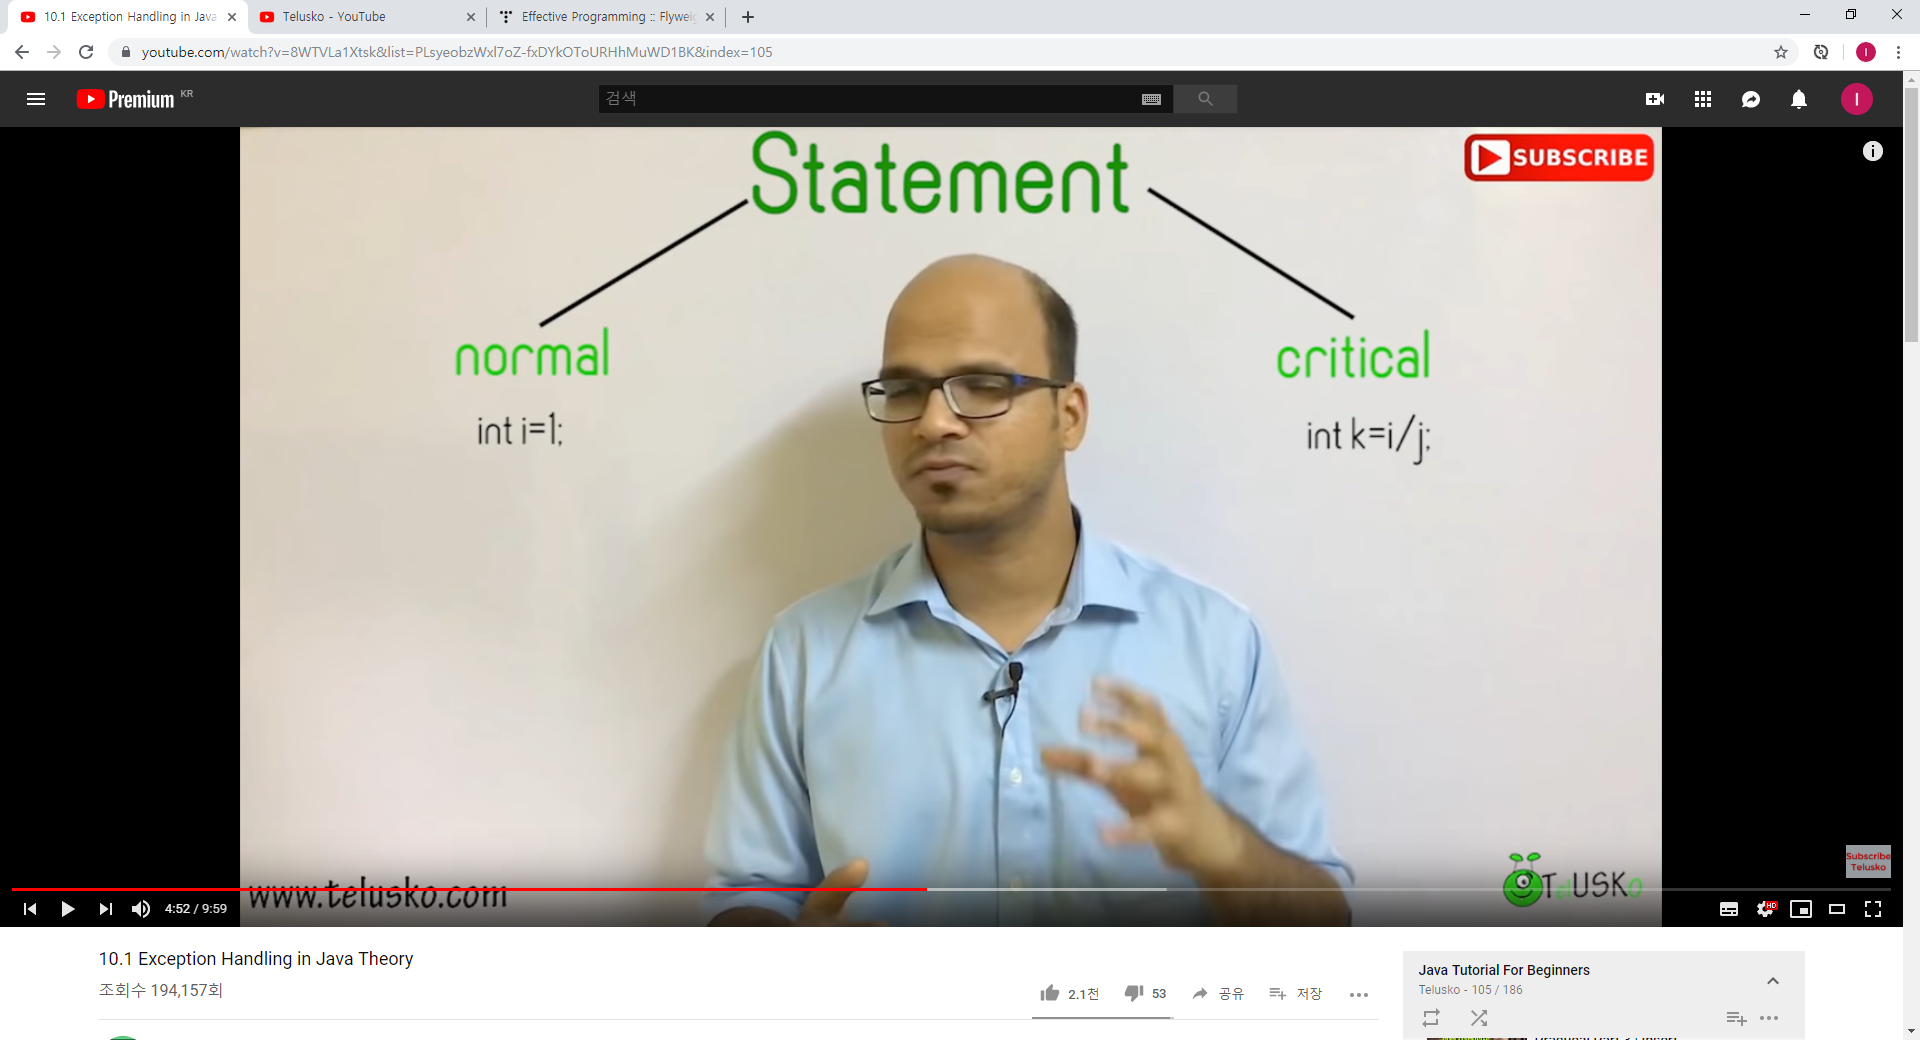 10.1 Exception Handling in Java
Telusko - YouTube
Effective Programming :: Flywei
youtube.com/watch?v=8WTVLa1Xtsk&list=PLsyeobzWxl7oZ-fxDYkOToURHhMuWD1BK&index=105
I
Premium KR
검색
I
Statement
SUBSCRIBE
normal
critical
int i=1;
int k=i/j;
Subscribe
Telusko
www.telusko.com
TelUSKo
4:52 / 9:59
HD
10.1 Exception Handling in Java Theory
조회수 194,157회
2.1천
53
공유
저장
Java Tutorial For Beginners
Telusko - 105 / 186